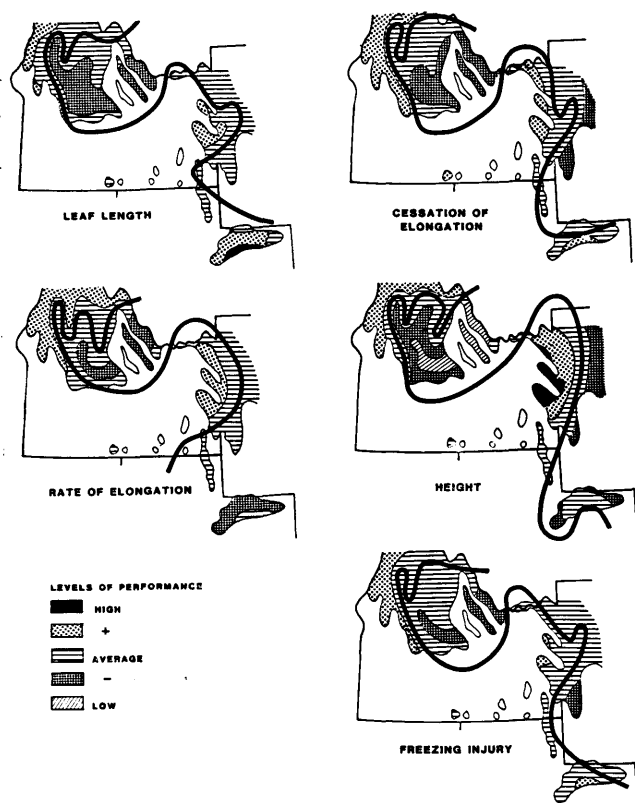 LEAF LENGTH
CESSATION OF
ELONGATION
RATE OF ELONGATION
HEIGHT
LEVELS OF PERFORMANCE
HIGH
+
AVERAGE
–
LOW
FREEZING INJURY